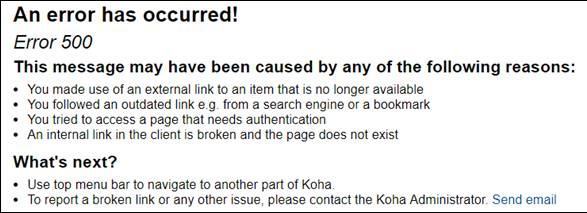 An error has occurred!
Error 500
This message may have been caused by any of the following reasons:
• You made use of an external link to an item that is no longer available
• You followed an outdated link e.g. from a search engine or a bookmark
• You tried to access a page that needs authentication
• An internal link in the client is broken and the page does not exist
What's next?
• Use top menu bar to navigate to another part of Koha.
• To report a broken link or any other issue, please contact the Koha Administrator. Send email